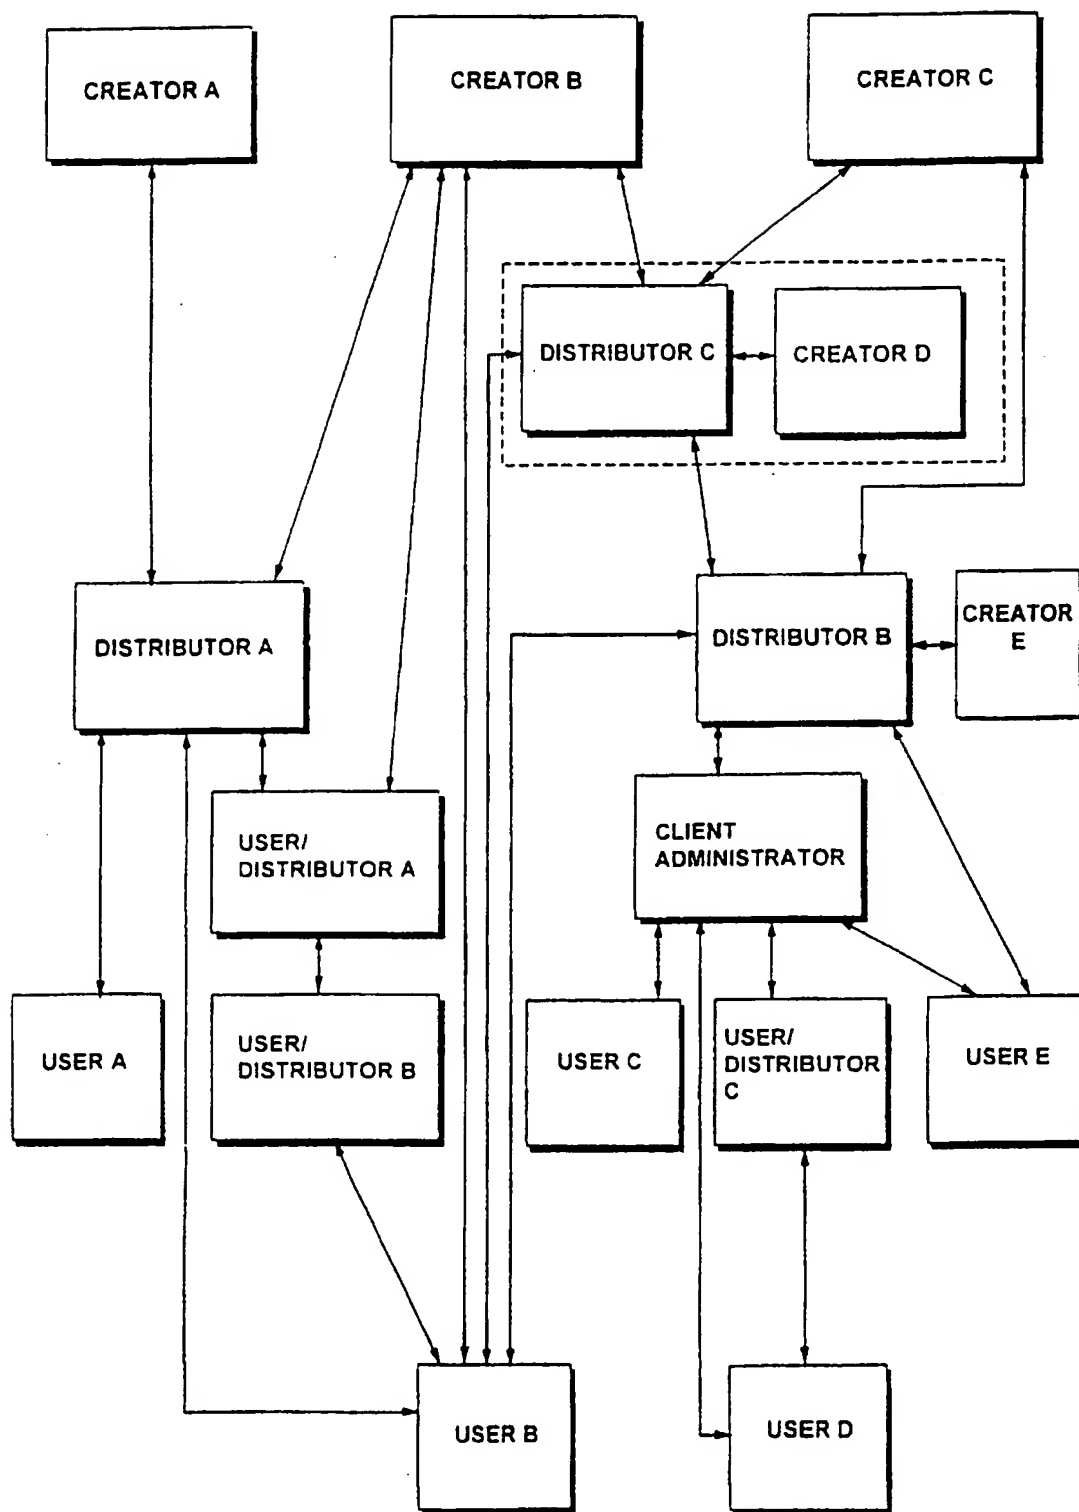 CREATOR A
CREATOR B
CREATOR C
DISTRIBUTOR C
CREATOR D
DISTRIBUTOR A
DISTRIBUTOR B
CREATOR
E
USER/
DISTRIBUTOR A
CLIENT
ADMINISTRATOR
USER A
USER/
DISTRIBUTOR B
USER C
USER/
DISTRIBUTOR
C
USER E
USER B
USER D